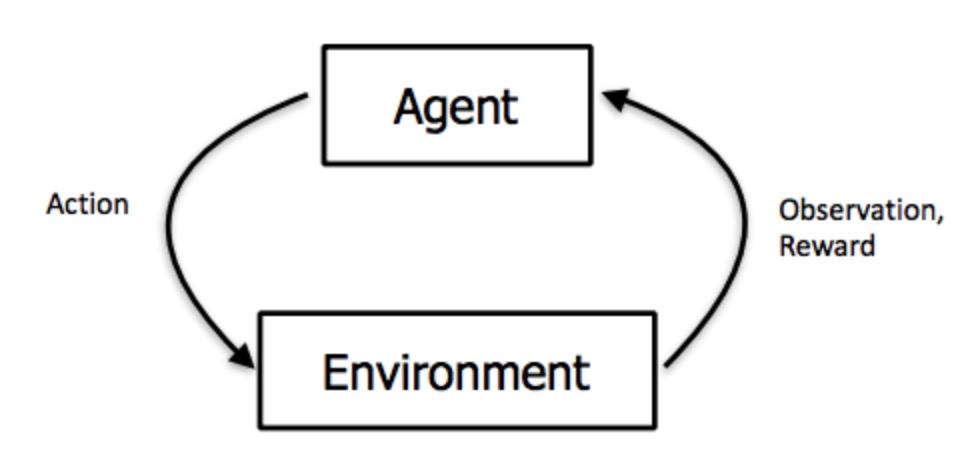 Agent
Action
Observation,
Reward
Environment